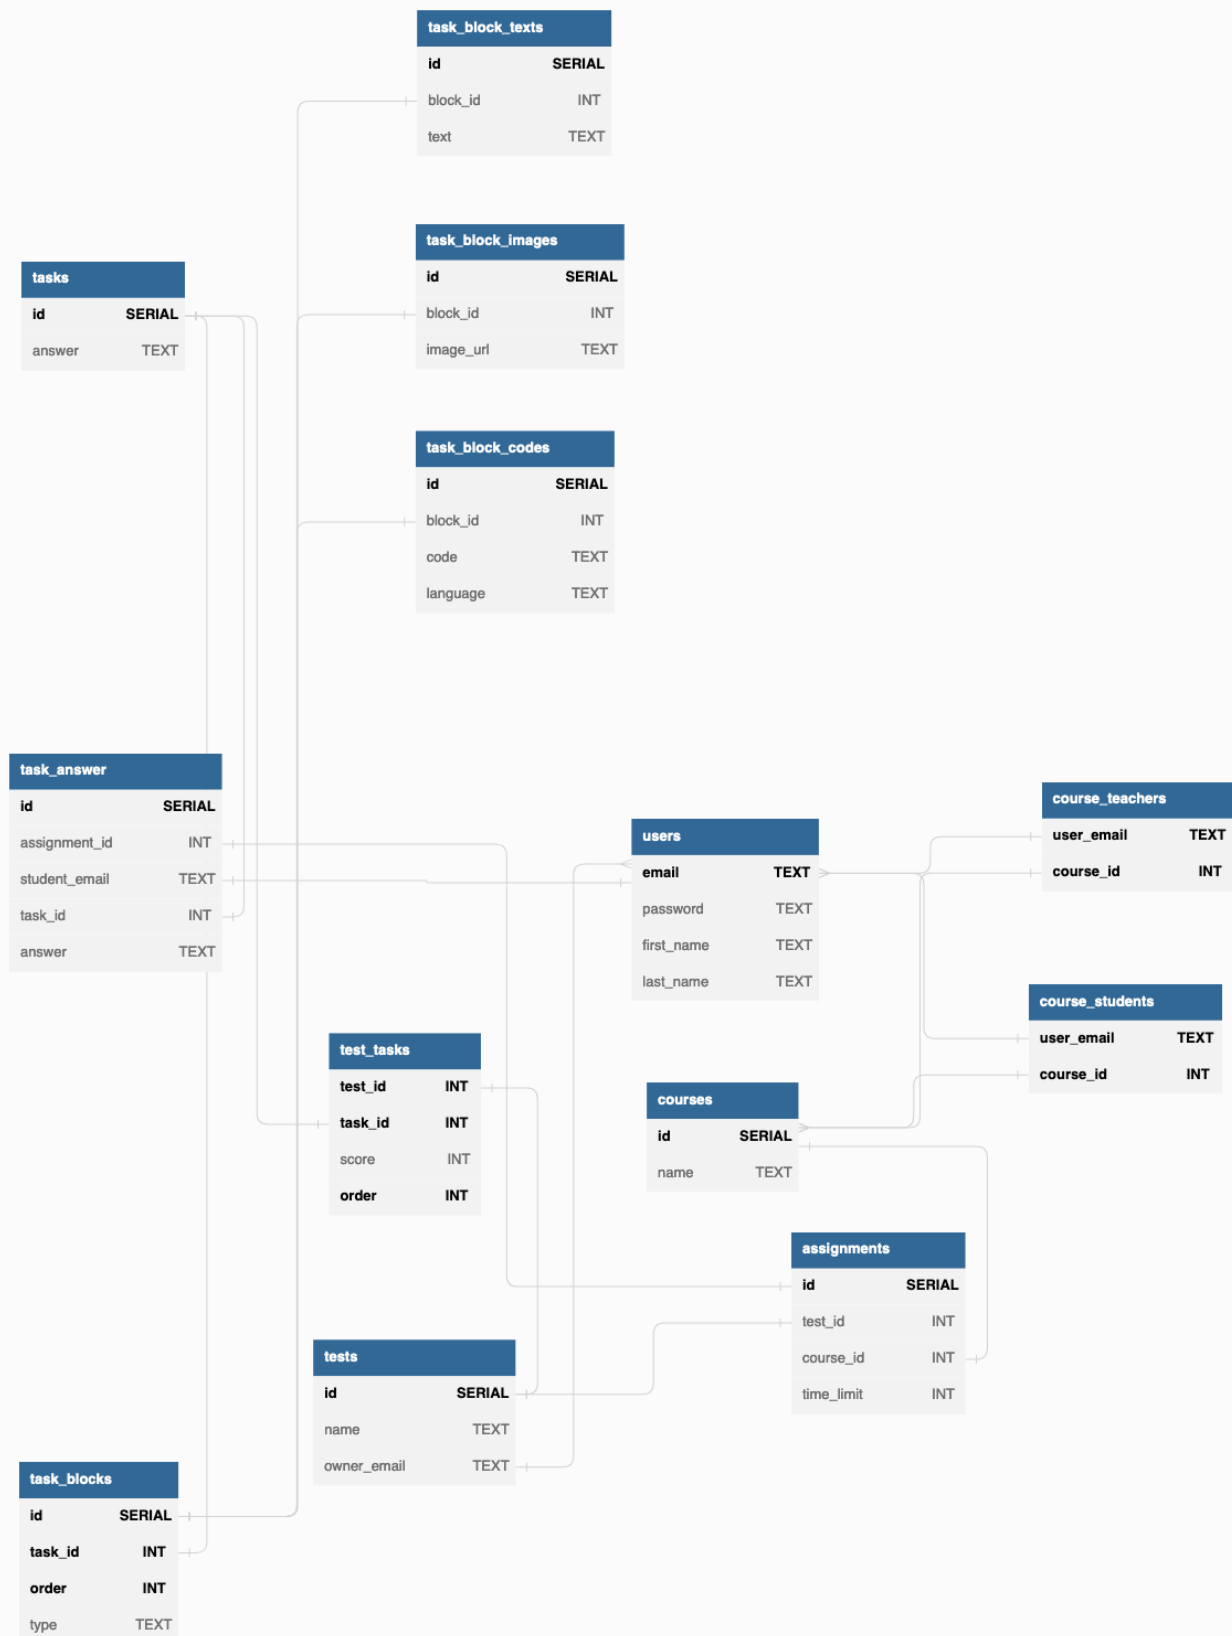 task_block_texts
id SERIAL
block_id INT
text TEXT
task_block_images
id SERIAL
block_id INT
image_url TEXT
tasks
id SERIAL
answer TEXT
task_block_codes
id SERIAL
block_id INT
code TEXT
language TEXT
task_answer
id SERIAL
assignment_id INT
student_email TEXT
task_id INT
answer TEXT
users
email TEXT
password TEXT
first_name TEXT
last_name TEXT
course_teachers
user_email TEXT
course_id INT
course_students
user_email TEXT
course_id INT
test_tasks
test_id INT
task_id INT
score INT
order INT
courses
id SERIAL
name TEXT
assignments
id SERIAL
test_id INT
course_id INT
time_limit INT
tests
id SERIAL
name TEXT
owner_email TEXT
task_blocks
id SERIAL
task_id INT
order INT
type TEXT